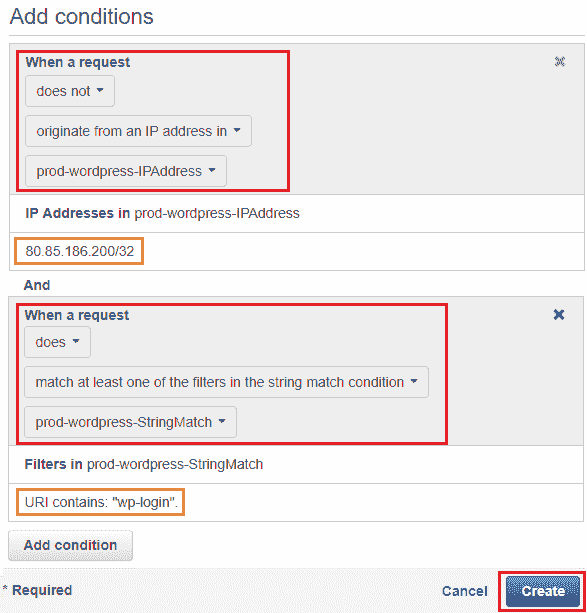 Add conditions
When a request
does not
originate from an IP address in
prod-wordpress-IPAddress
IP Addresses in prod-wordpress-IPAddress
80.85.186.200/32
And
When a request
does
match at least one of the filters in the string match condition
prod-wordpress-StringMatch
Filters in prod-wordpress-StringMatch
URI contains: "wp-login".
Add condition
* Required
Cancel
Create